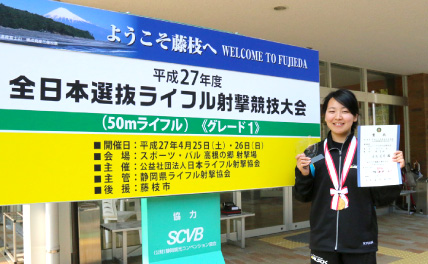 ようこそ藤枝へ WELCOME TO FUJIEDA
平成27年度
全日本選抜ライフル射撃競技大会
(50mライフル)《グレード1》
■開催日：平成27年4月25日(土)・26日(日)
■会 場：スポーツ・パル 高根の郷 射撃場
■主 催：公益社団法人日本ライフル射撃協会
■主 管：静岡県ライフル射撃協会
■後 援：藤枝市
協 力
SCVB